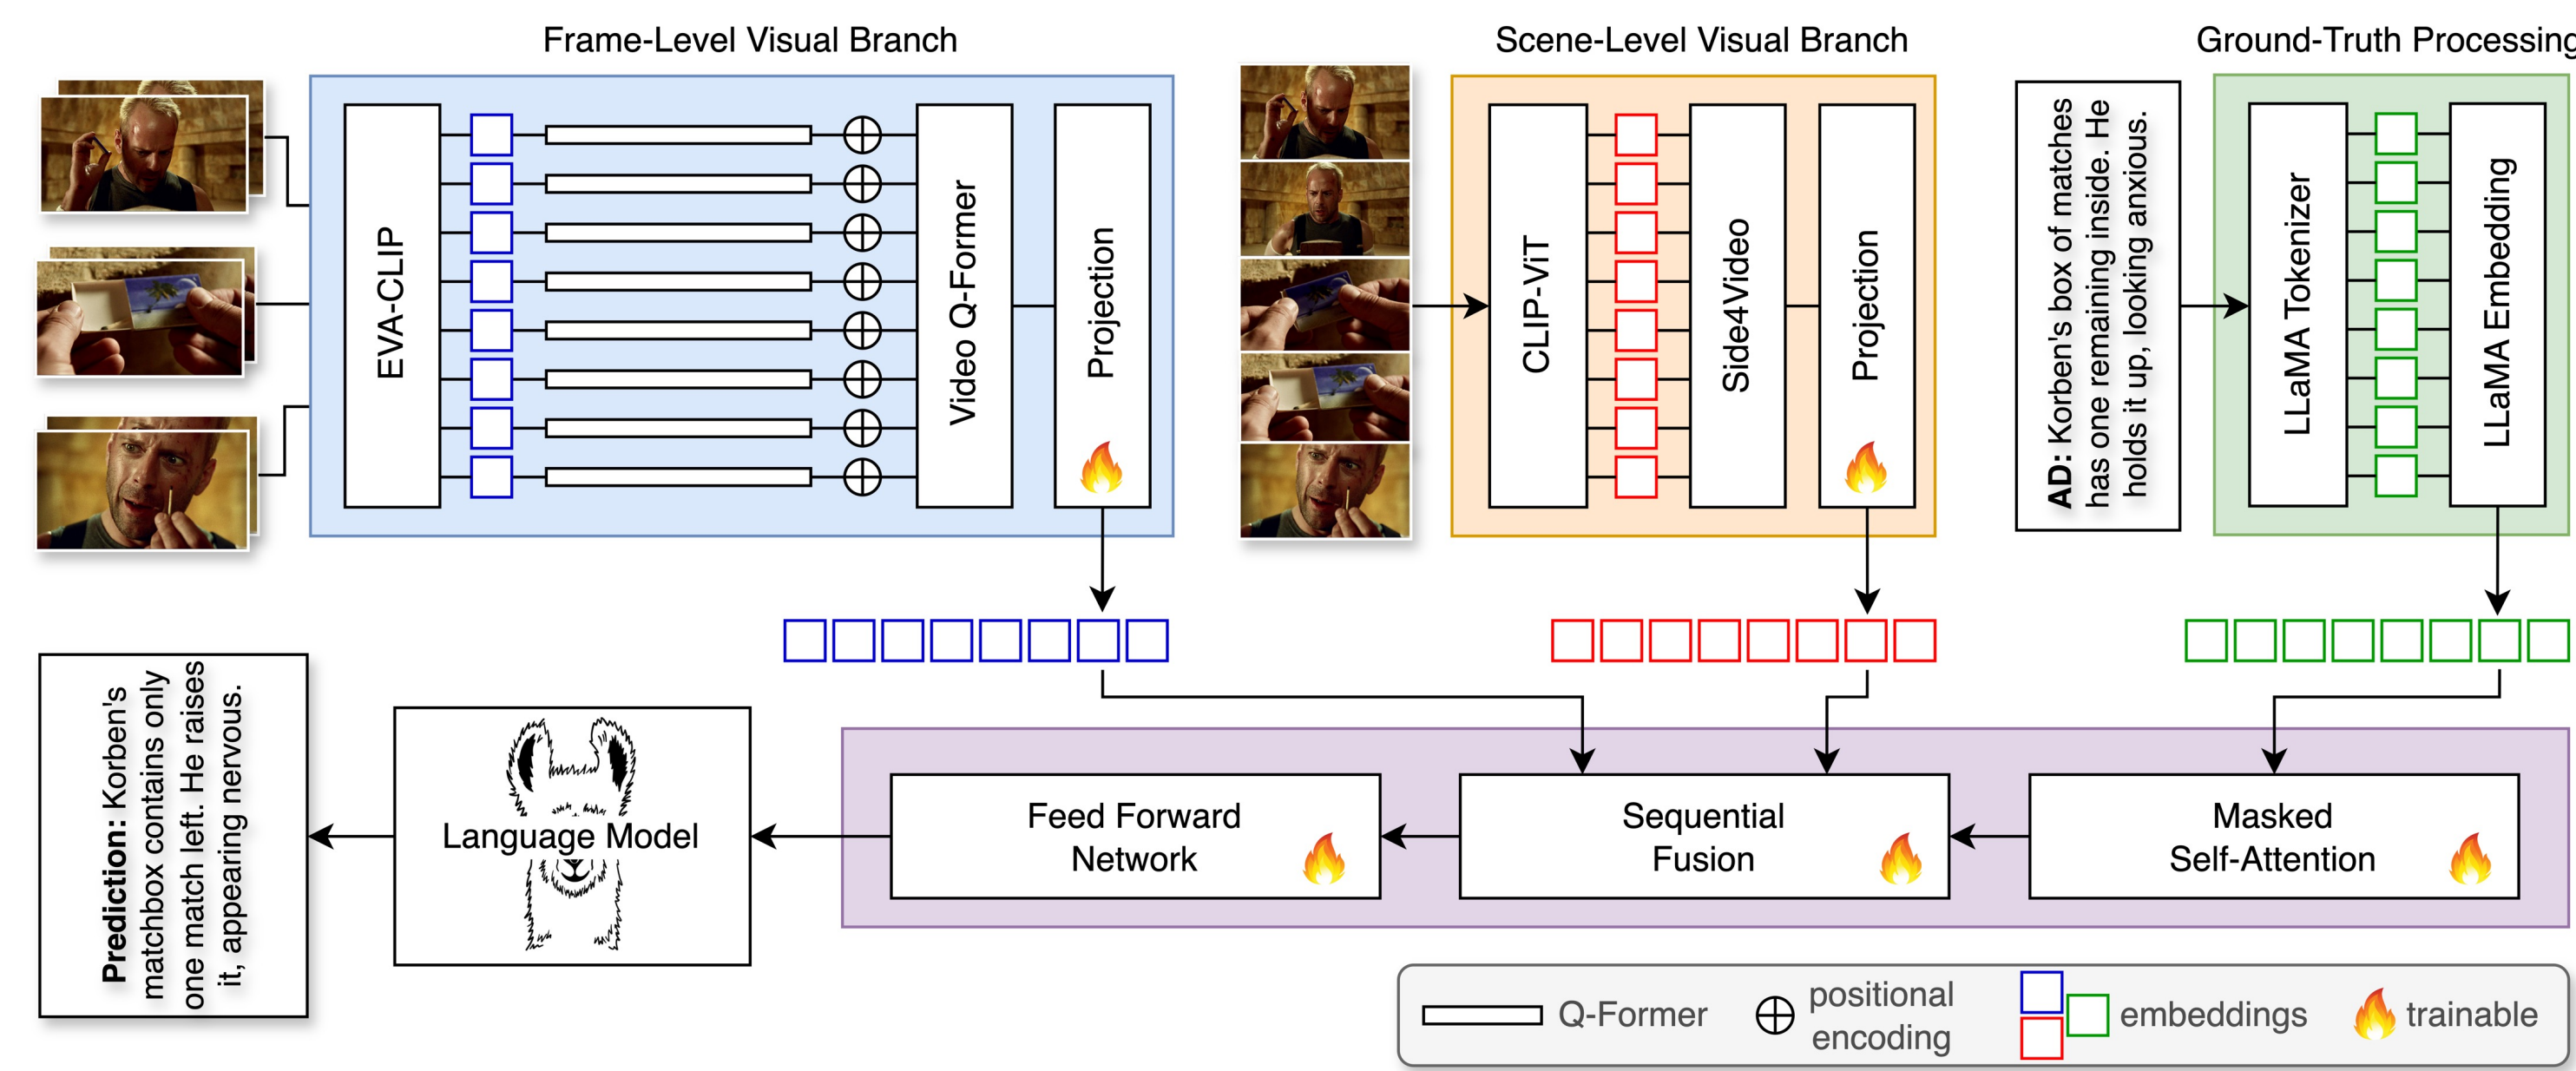 Frame-Level Visual Branch
Scene-Level Visual Branch
Ground-Truth Processing
EVA-CLIP
Video Q-Former
Projection
CLIP-ViT
Side4Video
Projection
AD: Korben's box of matches
has one remaining inside. He
holds it up, looking anxious.
LLaMA Tokenizer
LLaMA Embedding
Prediction: Korben's
matchbox contains only
one match left. He raises
it, appearing nervous.
Language Model
Feed Forward
Network
Sequential
Fusion
Masked
Self-Attention
Q-Former
positional
encoding
embeddings
trainable